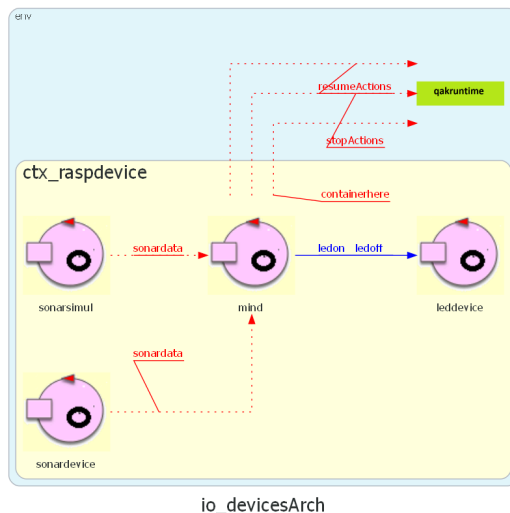 env
resumeActions
qakruntime
stopActions
ctx_raspdevice
containerhere
sonardata
ledon ledoff
sonarsimul
mind
leddevice
sonardata
sonardevice
io_devicesArch